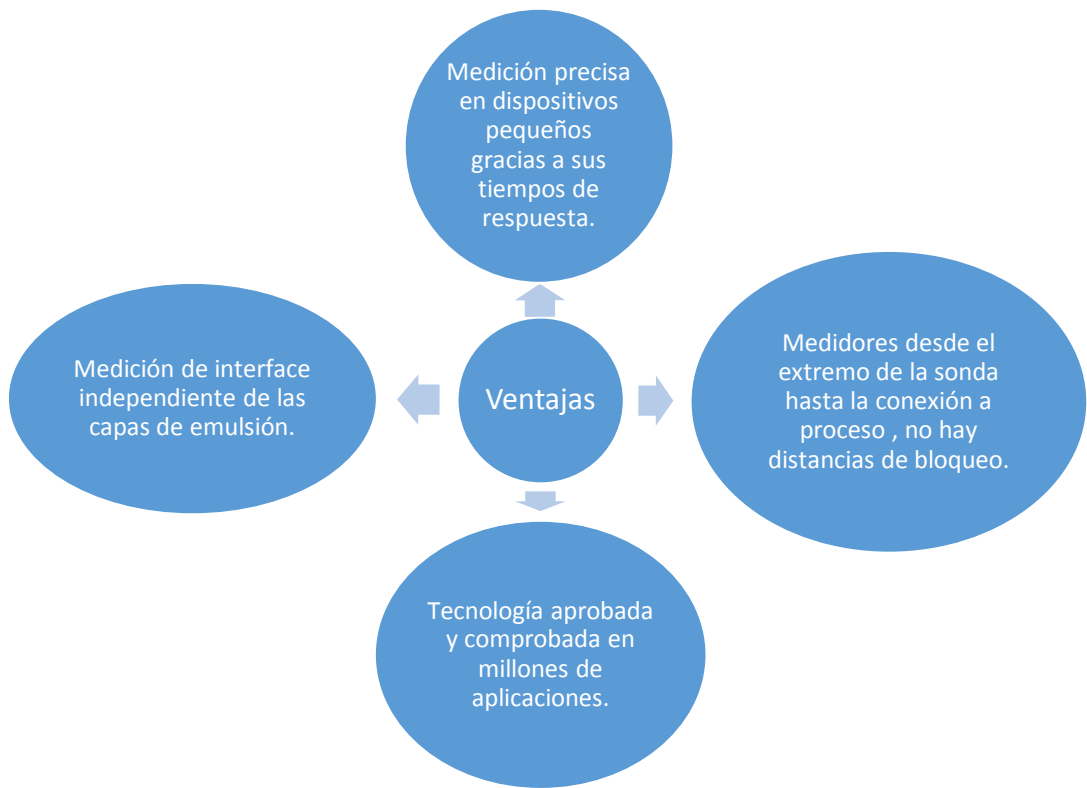 Medición precisa
en dispositivos
pequeños
gracias a sus
tiempos de
respuesta.
Medición de interface
independiente de las
capas de emulsión.
Ventajas
Medidores desde el
extremo de la sonda
hasta la conexión a
proceso , no hay
distancias de bloqueo.
Tecnología aprobada
y comprobada en
millones de
aplicaciones.